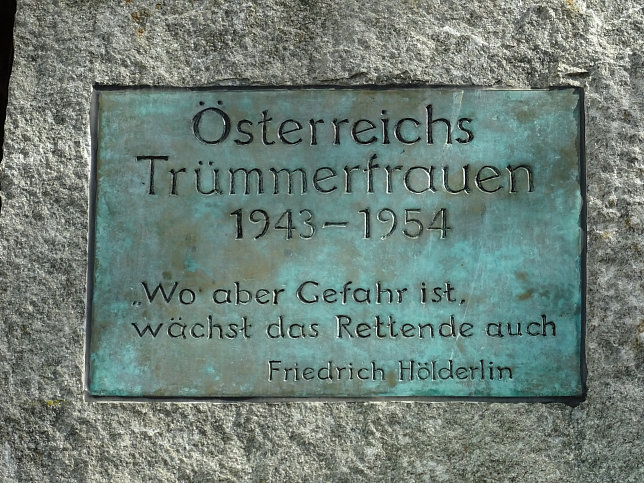 Österreichs
Trümmerfrauen
1943 – 1954
„Wo aber Gefahr ist,
wächst das Rettende auch
Friedrich Hölderlin